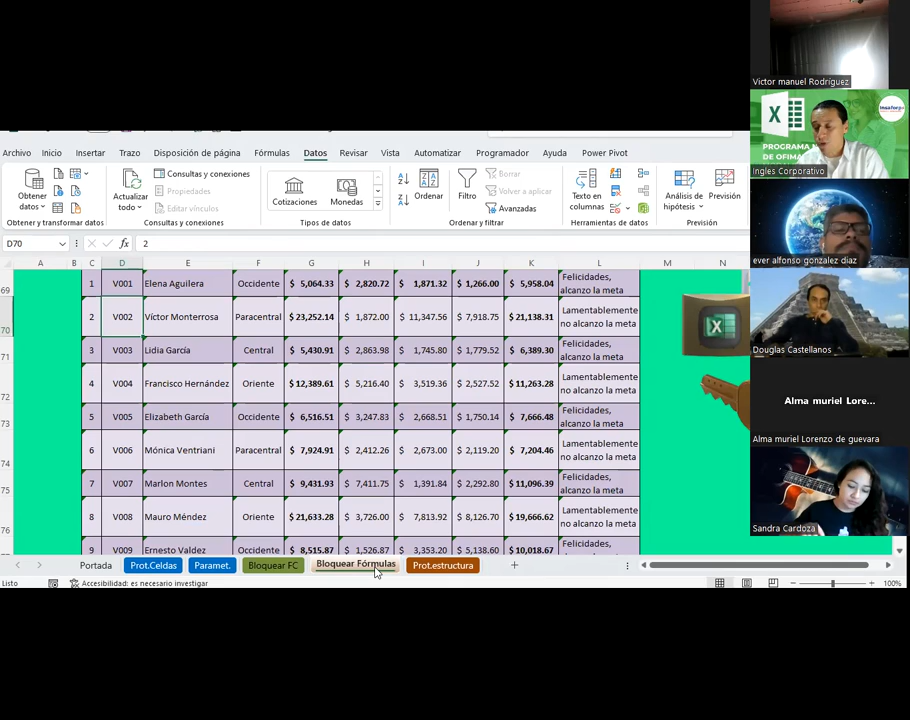 Victor manuel Rodríguez
Insaforp
PROGRAMA
DE OFIMÁ
Ingles Corporativo
ever alfonso gonzalez diaz
Douglas Castellanos
Alma muriel Lore...
Alma muriel Lorenzo de guevara
Sandra Cardoza
Archivo Inicio Insertar Trazo Disposición de página Fórmulas Datos Revisar Vista Automatizar Programador Ayuda Power Pivot
Obtener datos
Obtener y transformar datos
Actualizar todo
Consultas y conexiones
Propiedades
Editar vínculos
Consultas y conexiones
Cotizaciones Monedas
Tipos de datos
Ordenar Filtro
Borrar
Volver a aplicar
Avanzadas
Ordenar y filtrar
Texto en columnas
Herramientas de datos
Análisis de hipótesis
Previsión
Previsión
D70 fx 2
A B C D E F G H I J K L M N
69 1 V001 Elena Aguilera Occidente $ 5,064.33 $ 2,820.72 $ 1,871.32 $ 1,266.00 $ 5,958.04 Felicidades, alcanzo la meta
70 2 V002 Víctor Monterrosa Paracentral $ 23,252.14 $ 1,872.00 $ 11,347.56 $ 7,918.75 $ 21,138.31 Lamentablemente no alcanzo la meta
71 3 V003 Lidia García Central $ 5,430.91 $ 2,863.98 $ 1,745.80 $ 1,779.52 $ 6,389.30 Felicidades, alcanzo la meta
72 4 V004 Francisco Hernández Oriente $ 12,389.61 $ 5,216.40 $ 3,519.36 $ 2,527.52 $ 11,263.28 Lamentablemente no alcanzo la meta
73 5 V005 Elizabeth García Occidente $ 6,516.51 $ 3,247.83 $ 2,668.51 $ 1,750.14 $ 7,666.48 Felicidades, alcanzo la meta
74 6 V006 Mónica Ventriani Paracentral $ 7,924.91 $ 2,412.26 $ 2,673.00 $ 2,119.20 $ 7,204.46 Lamentablemente no alcanzo la meta
75 7 V007 Marlon Montes Central $ 9,431.93 $ 7,411.75 $ 1,391.84 $ 2,292.80 $ 11,096.39 Felicidades, alcanzo la meta
76 8 V008 Mauro Méndez Oriente $ 21,633.28 $ 3,726.00 $ 7,813.92 $ 8,126.70 $ 19,666.62 Lamentablemente no alcanzo la meta
9 V009 Ernesto Valdez Occidente $ 8,515.87 $ 1,526.87 $ 3,353.20 $ 5,138.60 $ 10,018.67 Felicidades,
Portada Prot.Celdas Paramet. Bloquear FC Bloquear Fórmulas Prot.estructura
Listo Accesibilidad: es necesario investigar 100%